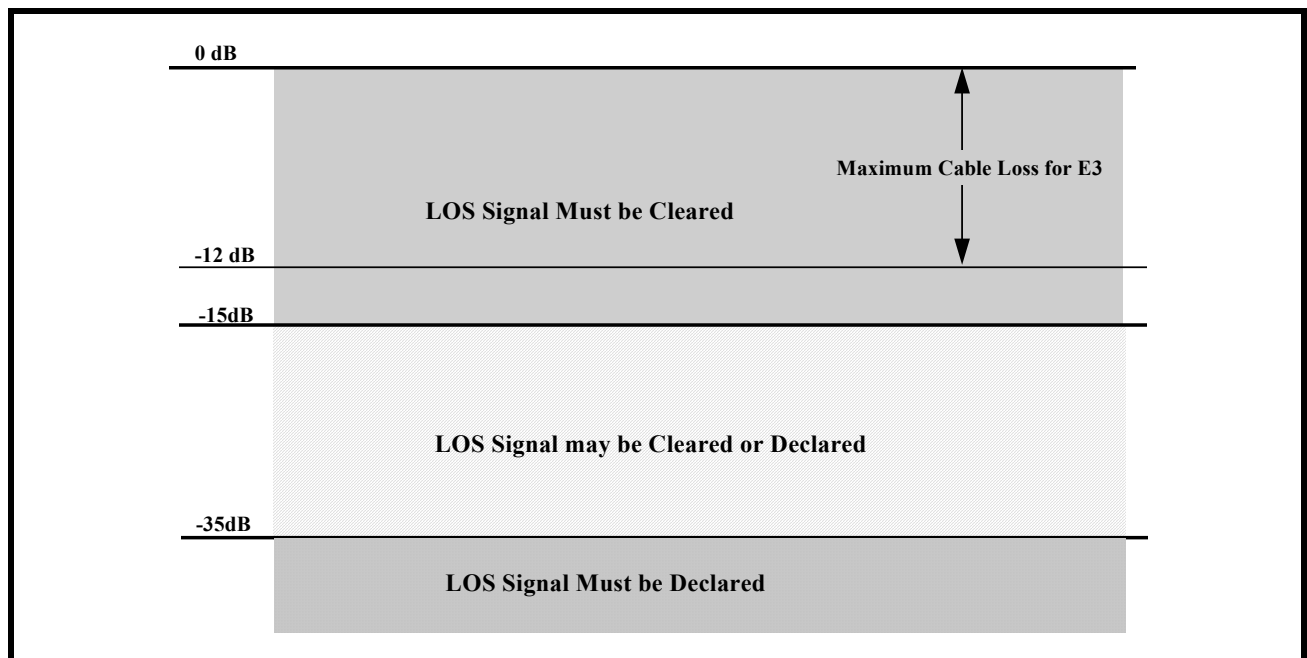 0 dB
Maximum Cable Loss for E3
LOS Signal Must be Cleared
-12 dB
-15dB
LOS Signal may be Cleared or Declared
-35dB
LOS Signal Must be Declared